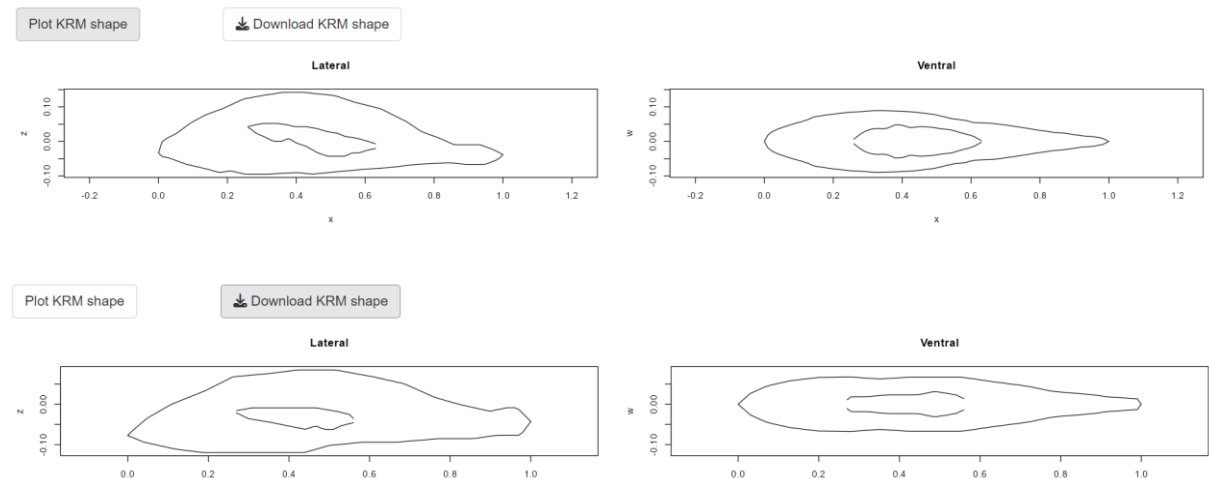 Plot KRM shape Download KRM shape
Lateral Ventral
z 0.10 0.00 -0.10
w 0.10 0.00 -0.10
-0.2 0.0 0.2 0.4 0.6 0.8 1.0 1.2 -0.2 0.0 0.2 0.4 0.6 0.8 1.0 1.2
x x
Plot KRM shape Download KRM shape
Lateral Ventral
z 0.00 -0.10
w 0.00 -0.10
0.0 0.2 0.4 0.6 0.8 1.0 0.0 0.2 0.4 0.6 0.8 1.0